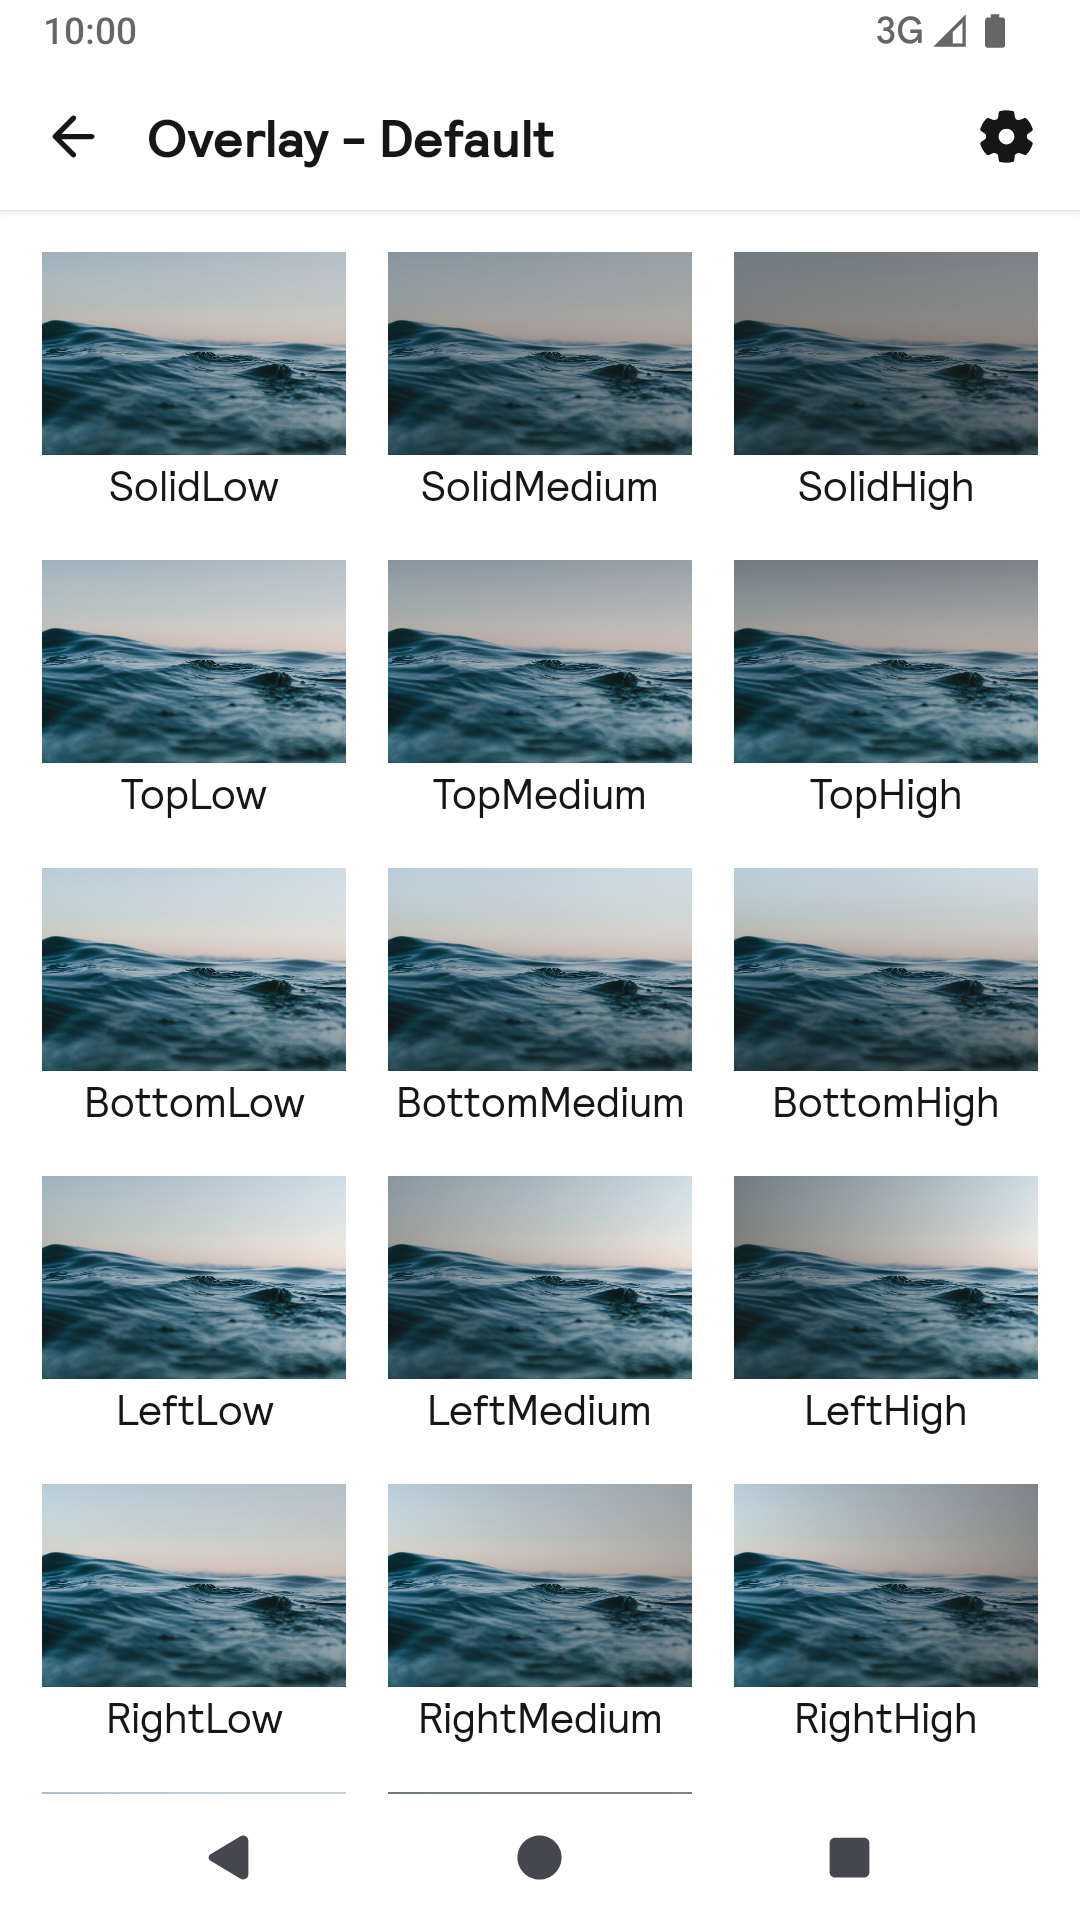 10:00 3G
Overlay - Default
SolidLow SolidMedium SolidHigh
TopLow TopMedium TopHigh
BottomLow BottomMedium BottomHigh
LeftLow LeftMedium LeftHigh
RightLow RightMedium RightHigh